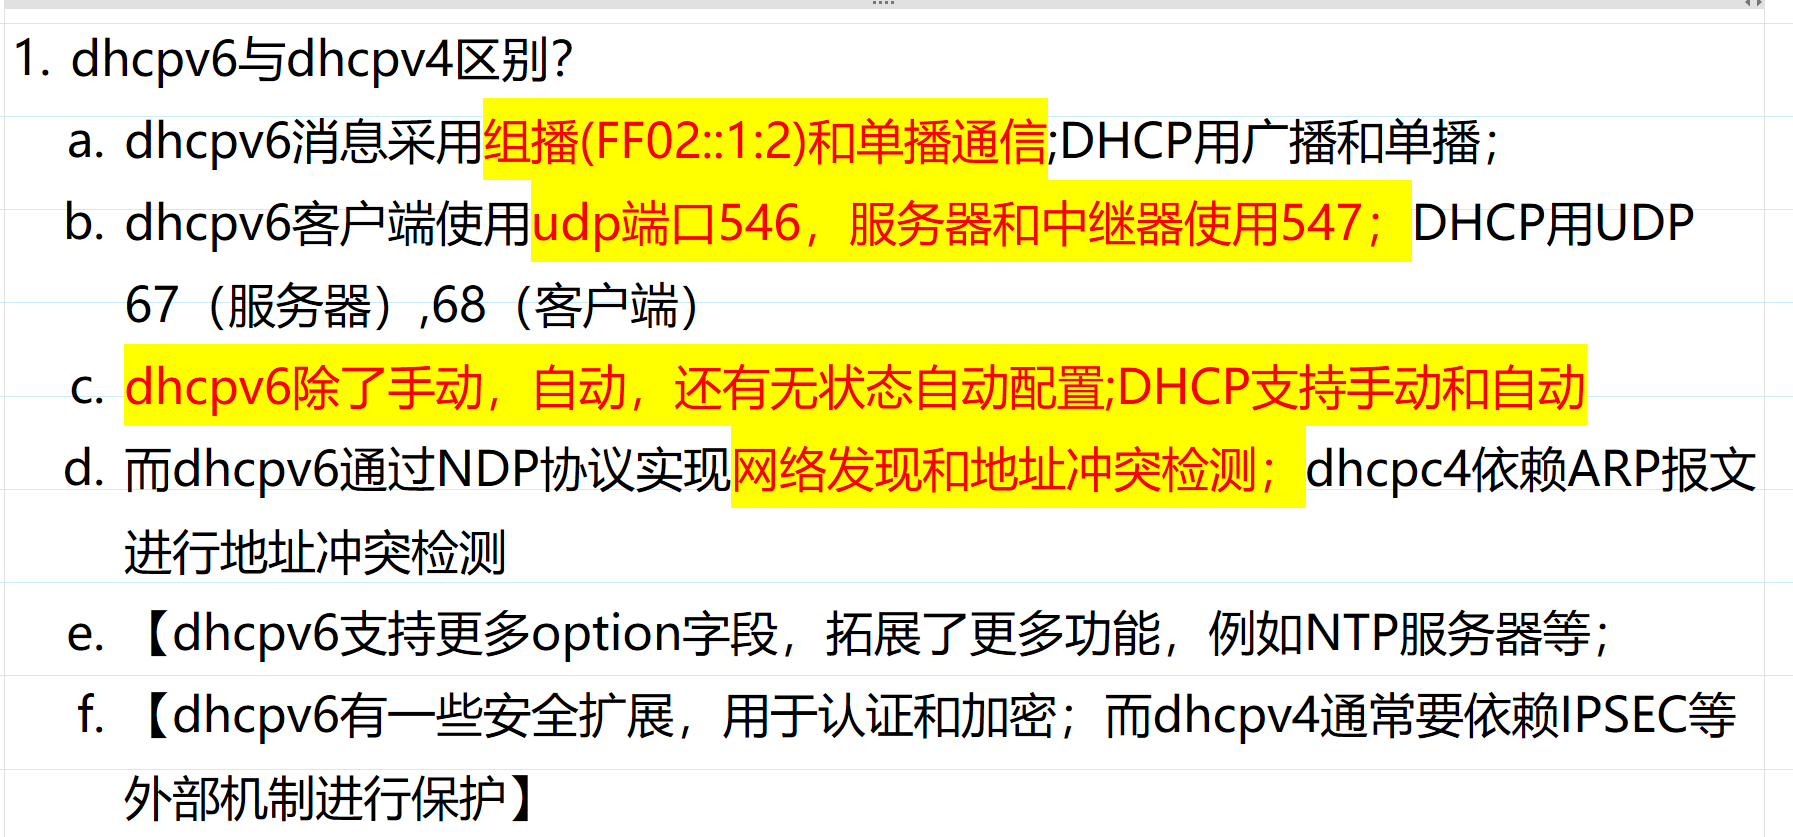 1. dhcpv6与dhcpv4区别?
a. dhcpv6消息采用组播(FF02::1:2)和单播通信;DHCP用广播和单播；
b. dhcpv6客户端使用udp端口546，服务器和中继器使用547；DHCP用UDP
67（服务器）,68（客户端）
c. dhcpv6除了手动，自动，还有无状态自动配置;DHCP支持手动和自动
d. 而dhcpv6通过NDP协议实现网络发现和地址冲突检测；dhcpc4依赖ARP报文
进行地址冲突检测
e. 【dhcpv6支持更多option字段，拓展了更多功能，例如NTP服务器等；
f. 【dhcpv6有一些安全扩展，用于认证和加密；而dhcpv4通常要依赖IPSEC等
外部机制进行保护】